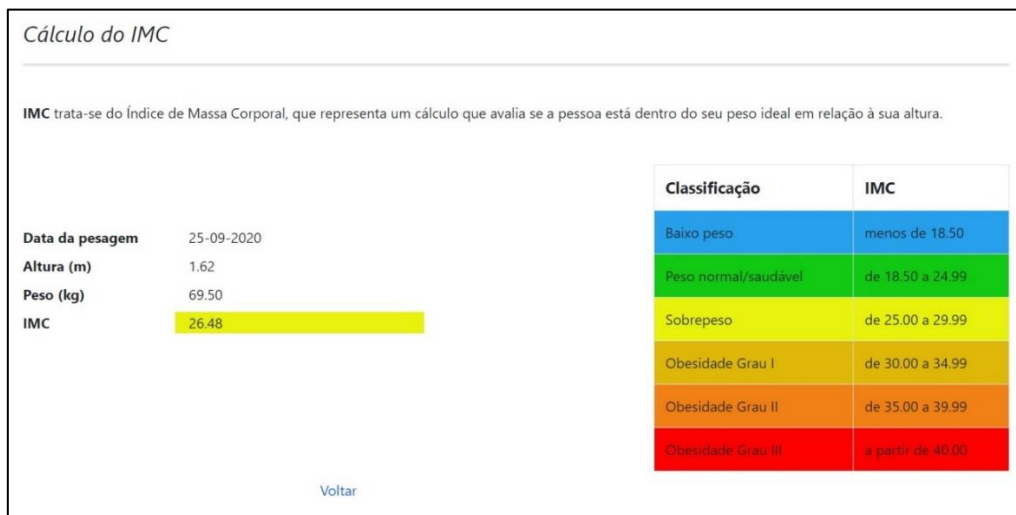 Cálculo do IMC
IMC trata-se do Índice de Massa Corporal, que representa um cálculo que avalia se a pessoa está dentro do seu peso ideal em relação à sua altura.
Data da pesagem 25-09-2020
Altura (m) 1.62
Peso (kg) 69.50
IMC 26.48
Classificação IMC
Baixo peso menos de 18.50
Peso normal/saudável de 18.50 a 24.99
Sobrepeso de 25.00 a 29.99
Obesidade Grau I de 30.00 a 34.99
Obesidade Grau II de 35.00 a 39.99
Obesidade Grau III a partir de 40.00
Voltar